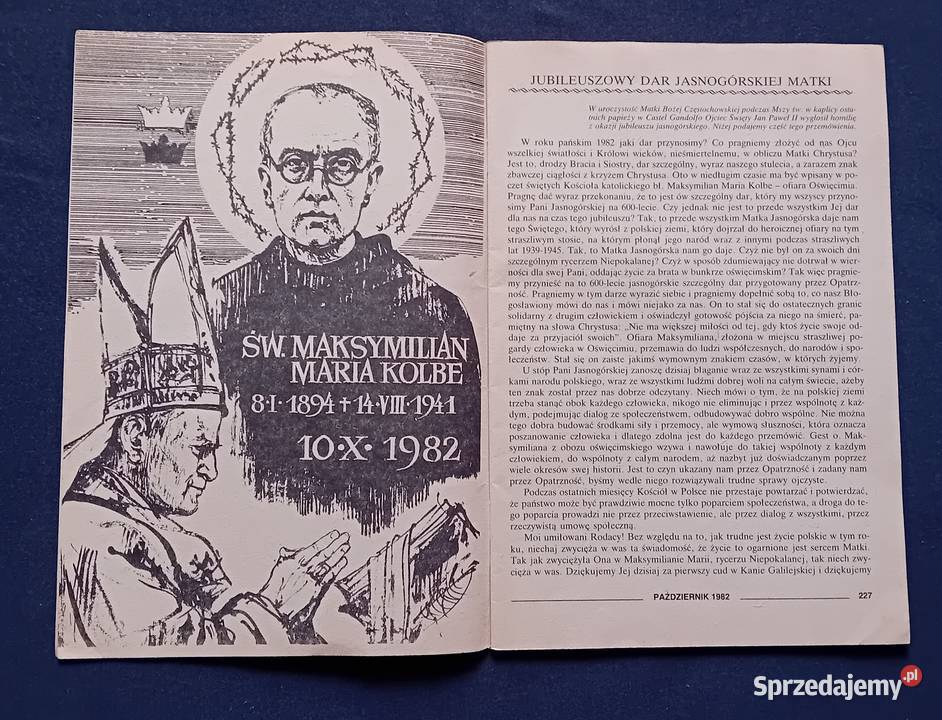 ŚW. MAKSYMILIAN
MARIA KOLBE
8·I·1894 + 14·VIII·1941
10·X·1982
JUBILEUSZOWY DAR JASNOGÓRSKIEJ MATKI
W uroczystość Matki Bożej Częstochowskiej podczas Mszy św. w kaplicy osta-
tnich papieży w Castel Gandolfo Ojciec Święty Jan Paweł II wygłosił homilię
z okazji jubileuszu jasnogórskiego. Niżej podajemy część tego przemówienia.
W roku pańskim 1982 jaki dar przynosimy? Co pragniemy złożyć od nas Ojcu
wszelkiej światłości i Królowi wieków, nieśmiertelnemu, w obliczu Matki Chrystusa?
Jest to, drodzy Bracia i Siostry, dar szczególny, wyraz naszego stulecia, a zarazem znak
zbawczej ciągłości z krzyżem Chrystusa. Oto w niedługim czasie ma być wpisany w po-
czet świętych Kościoła katolickiego bł. Maksymilian Maria Kolbe – ofiara Oświęcimia.
Pragnę dać wyraz przekonaniu, że to jest ów szczególny dar, który my wszyscy przyno-
simy Pani Jasnogórskiej na 600-lecie. Czy jednak nie jest to przede wszystkim Jej dar
dla nas na czas tego jubileuszu? Tak, to przede wszystkim Matka Jasnogórska daje nam
tego Świętego, który wyrósł z polskiej ziemi, który dojrzał do heroicznej ofiary na tym
straszliwym stosie, na którym płonął jego naród wraz z innymi podczas straszliwych
lat 1939-1945. Tak, to Matka Jasnogórska nam go daje. Czyż nie był on za swoich dni
szczególnym rycerzem Niepokalanej? Czyż w sposób zdumiewający nie dotrwał w wier-
ności dla swej Pani, oddając życie za brata w bunkrze oświęcimskim? Tak więc pragnie-
my przynieść na to 600-lecie jasnogórskie szczególny dar przygotowany przez Opatrz-
ność. Pragniemy w tym darze wyrazić siebie i pragniemy dopełnić sobą to, co nasz Bło-
gosławiony mówi do nas i mówi niejako za nas. On to stał się do ostatecznych granic
solidarny z drugim człowiekiem i oświadczył gotowość pójścia za niego na śmierć, pa-
miętny na słowa Chrystusa: „Nie ma większej miłości od tej, gdy ktoś życie swoje od-
daje za przyjaciół swoich". Ofiara Maksymiliana, złożona w miejscu straszliwej po-
gardy człowieka w Oświęcimiu, przemawia do ludzi współczesnych, do narodów i spo-
łeczeństw. Stał się on zaiste jakimś wymownym znakiem czasów, w których żyjemy.
U stóp Pani Jasnogórskiej zanoszę dzisiaj błaganie wraz ze wszystkimi synami i cór-
kami narodu polskiego, wraz ze wszystkimi ludźmi dobrej woli na całym świecie, ażeby
ten znak został przez nas dobrze odczytany. Niech mówi o tym, że na polskiej ziemi
trzeba stanąć obok każdego człowieka, nikogo nie eliminując i przez wspólnotę z każ-
dym, podejmując dialog ze społeczeństwem, odbudowywać dobro wspólne. Nie można
tego dobra budować środkami siły i przemocy, ale wymową słuszności, która oznacza
poszanowanie człowieka i dlatego zdolna jest do każdego przemówić. Gest o. Mak-
symiliana z obozu oświęcimskiego wzywa i nawołuje do takiej wspólnoty z każdym
człowiekiem, do wspólnoty z całym narodem, aż nazbyt już doświadczonym poprzez
wiele okresów swej historii. Jest to czyn ukazany nam przez Opatrzność i zadany nam
przez Opatrzność, byśmy wedle niego rozwiązywali trudne sprawy ojczyste.
Podczas ostatnich miesięcy Kościół w Polsce nie przestaje powtarzać i potwierdzać,
że państwo może być prawdziwie mocne tylko poparciem społeczeństwa, a droga do te-
go poparcia prowadzi nie przez przeciwstawienie, ale przez dialog z wszystkimi, przez
rzeczywistą umowę społeczną.
Moi umiłowani Rodacy! Bez względu na to, jak trudne jest życie polskie w tym ro-
ku, niechaj zwycięża w was ta świadomość, że życie to ogarnione jest sercem Matki.
Tak jak zwyciężyła Ona w Maksymilianie Marii, rycerzu Niepokalanej, tak niech zwy-
cięża w was. Dziękujemy Jej dzisiaj za pierwszy cud w Kanie Galilejskiej i dziękujemy
PAŹDZIERNIK 1982
227
Sprzedajemy.pl